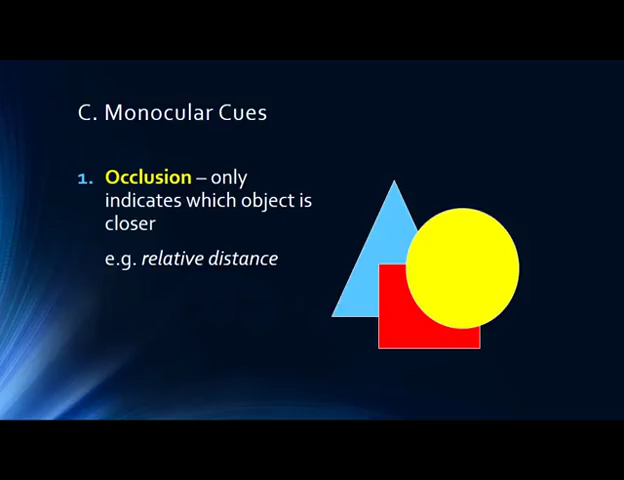 C. Monocular Cues
1. Occlusion – only
indicates which object is
closer
e.g. relative distance